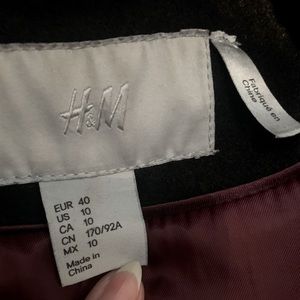 H&M
Fabriqué en
Chine
EUR 40
US 10
CA 10
CN 170/92A
MX 10
Made in
China